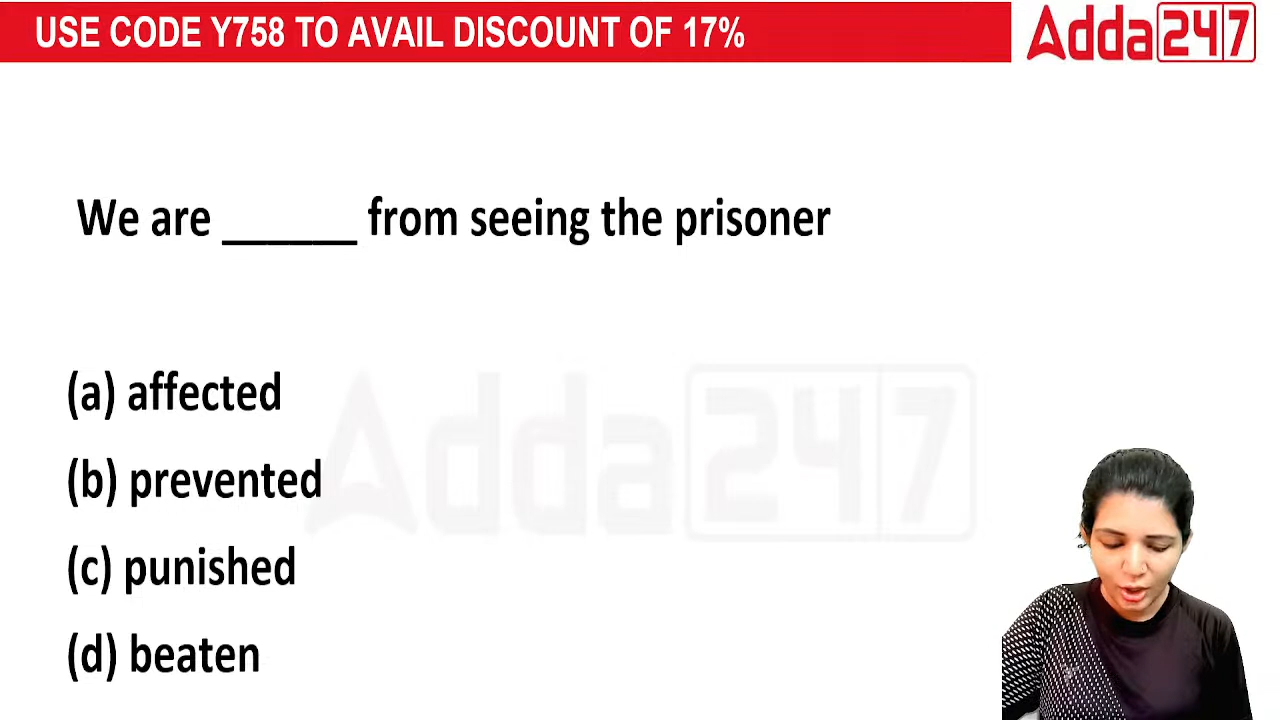 USE CODE Y758 TO AVAIL DISCOUNT OF 17%
Adda247
We are ______ from seeing the prisoner
(a) affected
(b) prevented
(c) punished
(d) beaten
Adda247